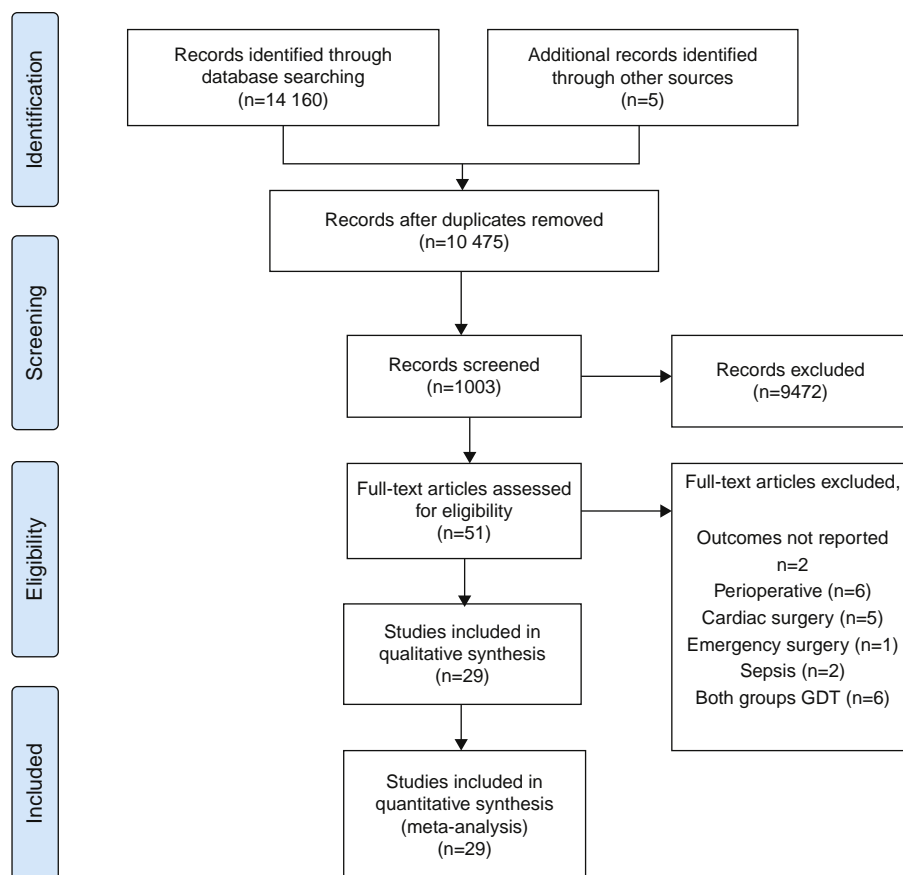 Identification
Records identified through
database searching
(n=14 160)
Additional records identified
through other sources
(n=5)
Records after duplicates removed
(n=10 475)
Screening
Records screened
(n=1003)
Records excluded
(n=9472)
Eligibility
Full-text articles assessed
for eligibility
(n=51)
Full-text articles excluded,
Outcomes not reported
n=2
Perioperative (n=6)
Cardiac surgery (n=5)
Emergency surgery (n=1)
Sepsis (n=2)
Both groups GDT (n=6)
Studies included in
qualitative synthesis
(n=29)
Included
Studies included in
quantitative synthesis
(meta-analysis)
(n=29)